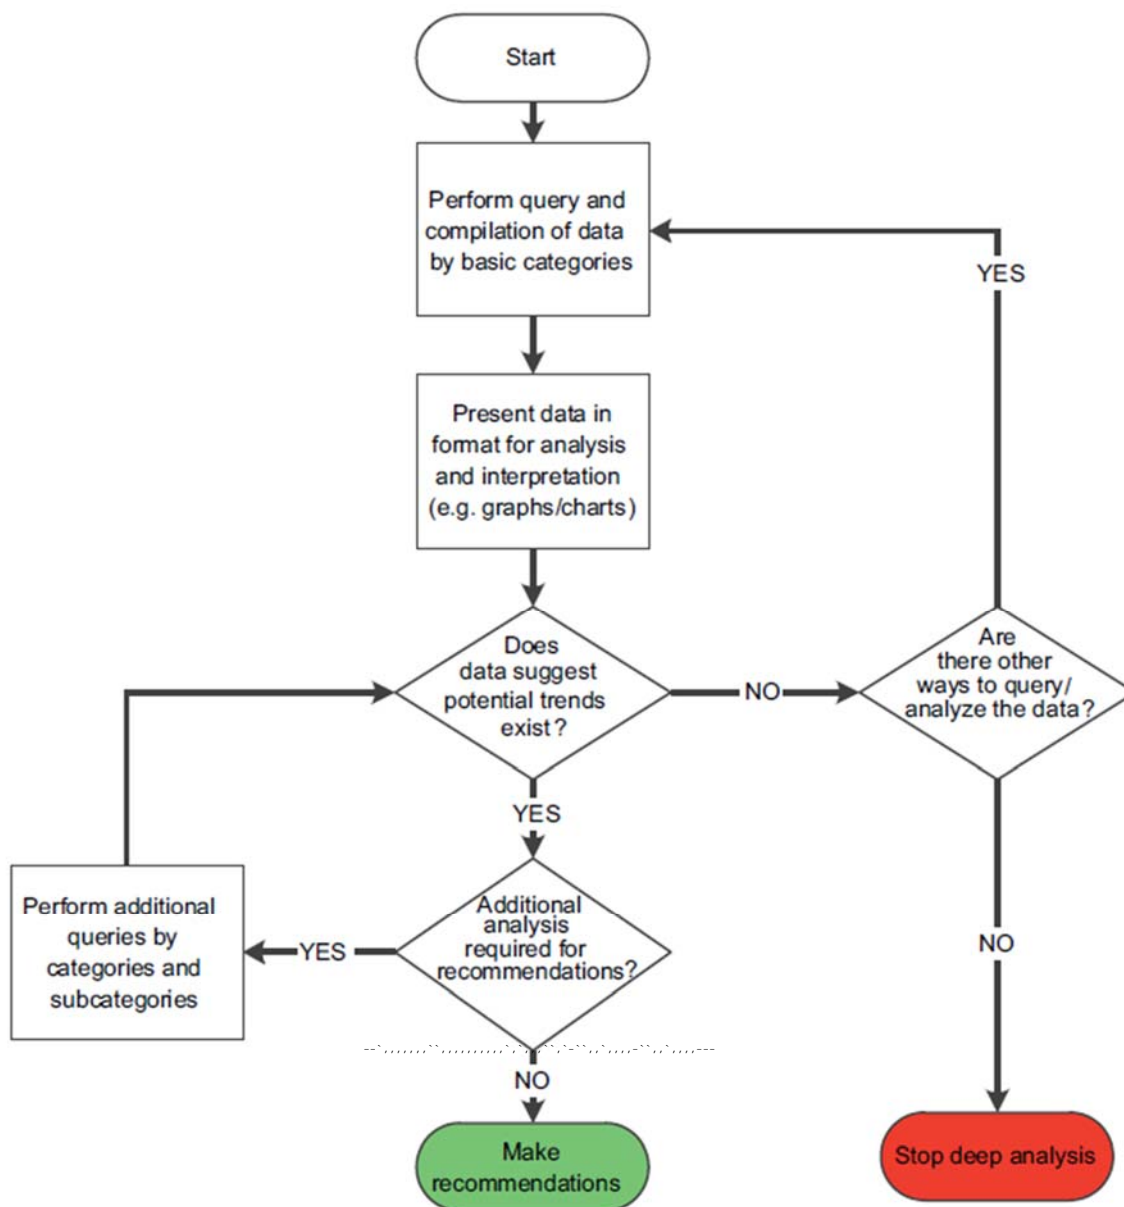 Start
Perform query and
compilation of data
by basic categories
YES
Present data in
format for analysis
and interpretation
(e.g. graphs/charts)
Does
data suggest
potential trends
exist?
NO
Are
there other
ways to query/
analyze the data?
YES
Perform additional
queries by
categories and
subcategories
YES
Additional
analysis
required for
recommendations?
NO
NO
Make
recommendations
Stop deep analysis